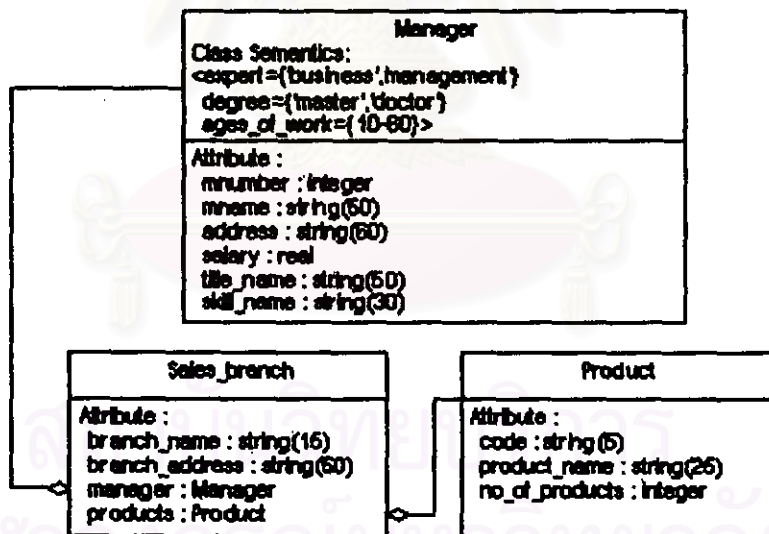 Manager
Class Semantics:
<expert={'business','management'}
degree={'master','doctor'}
ages_of_work={10-60}>
Attribute :
mnumber : integer
mname : string(50)
address : string(60)
salary : real
title_name : string(50)
skill_name : string(30)
Sales_branch
Attribute :
branch_name : string(15)
branch_address : string(60)
manager : Manager
products : Product
Product
Attribute :
code : string(5)
product_name : string(25)
no_of_products : integer